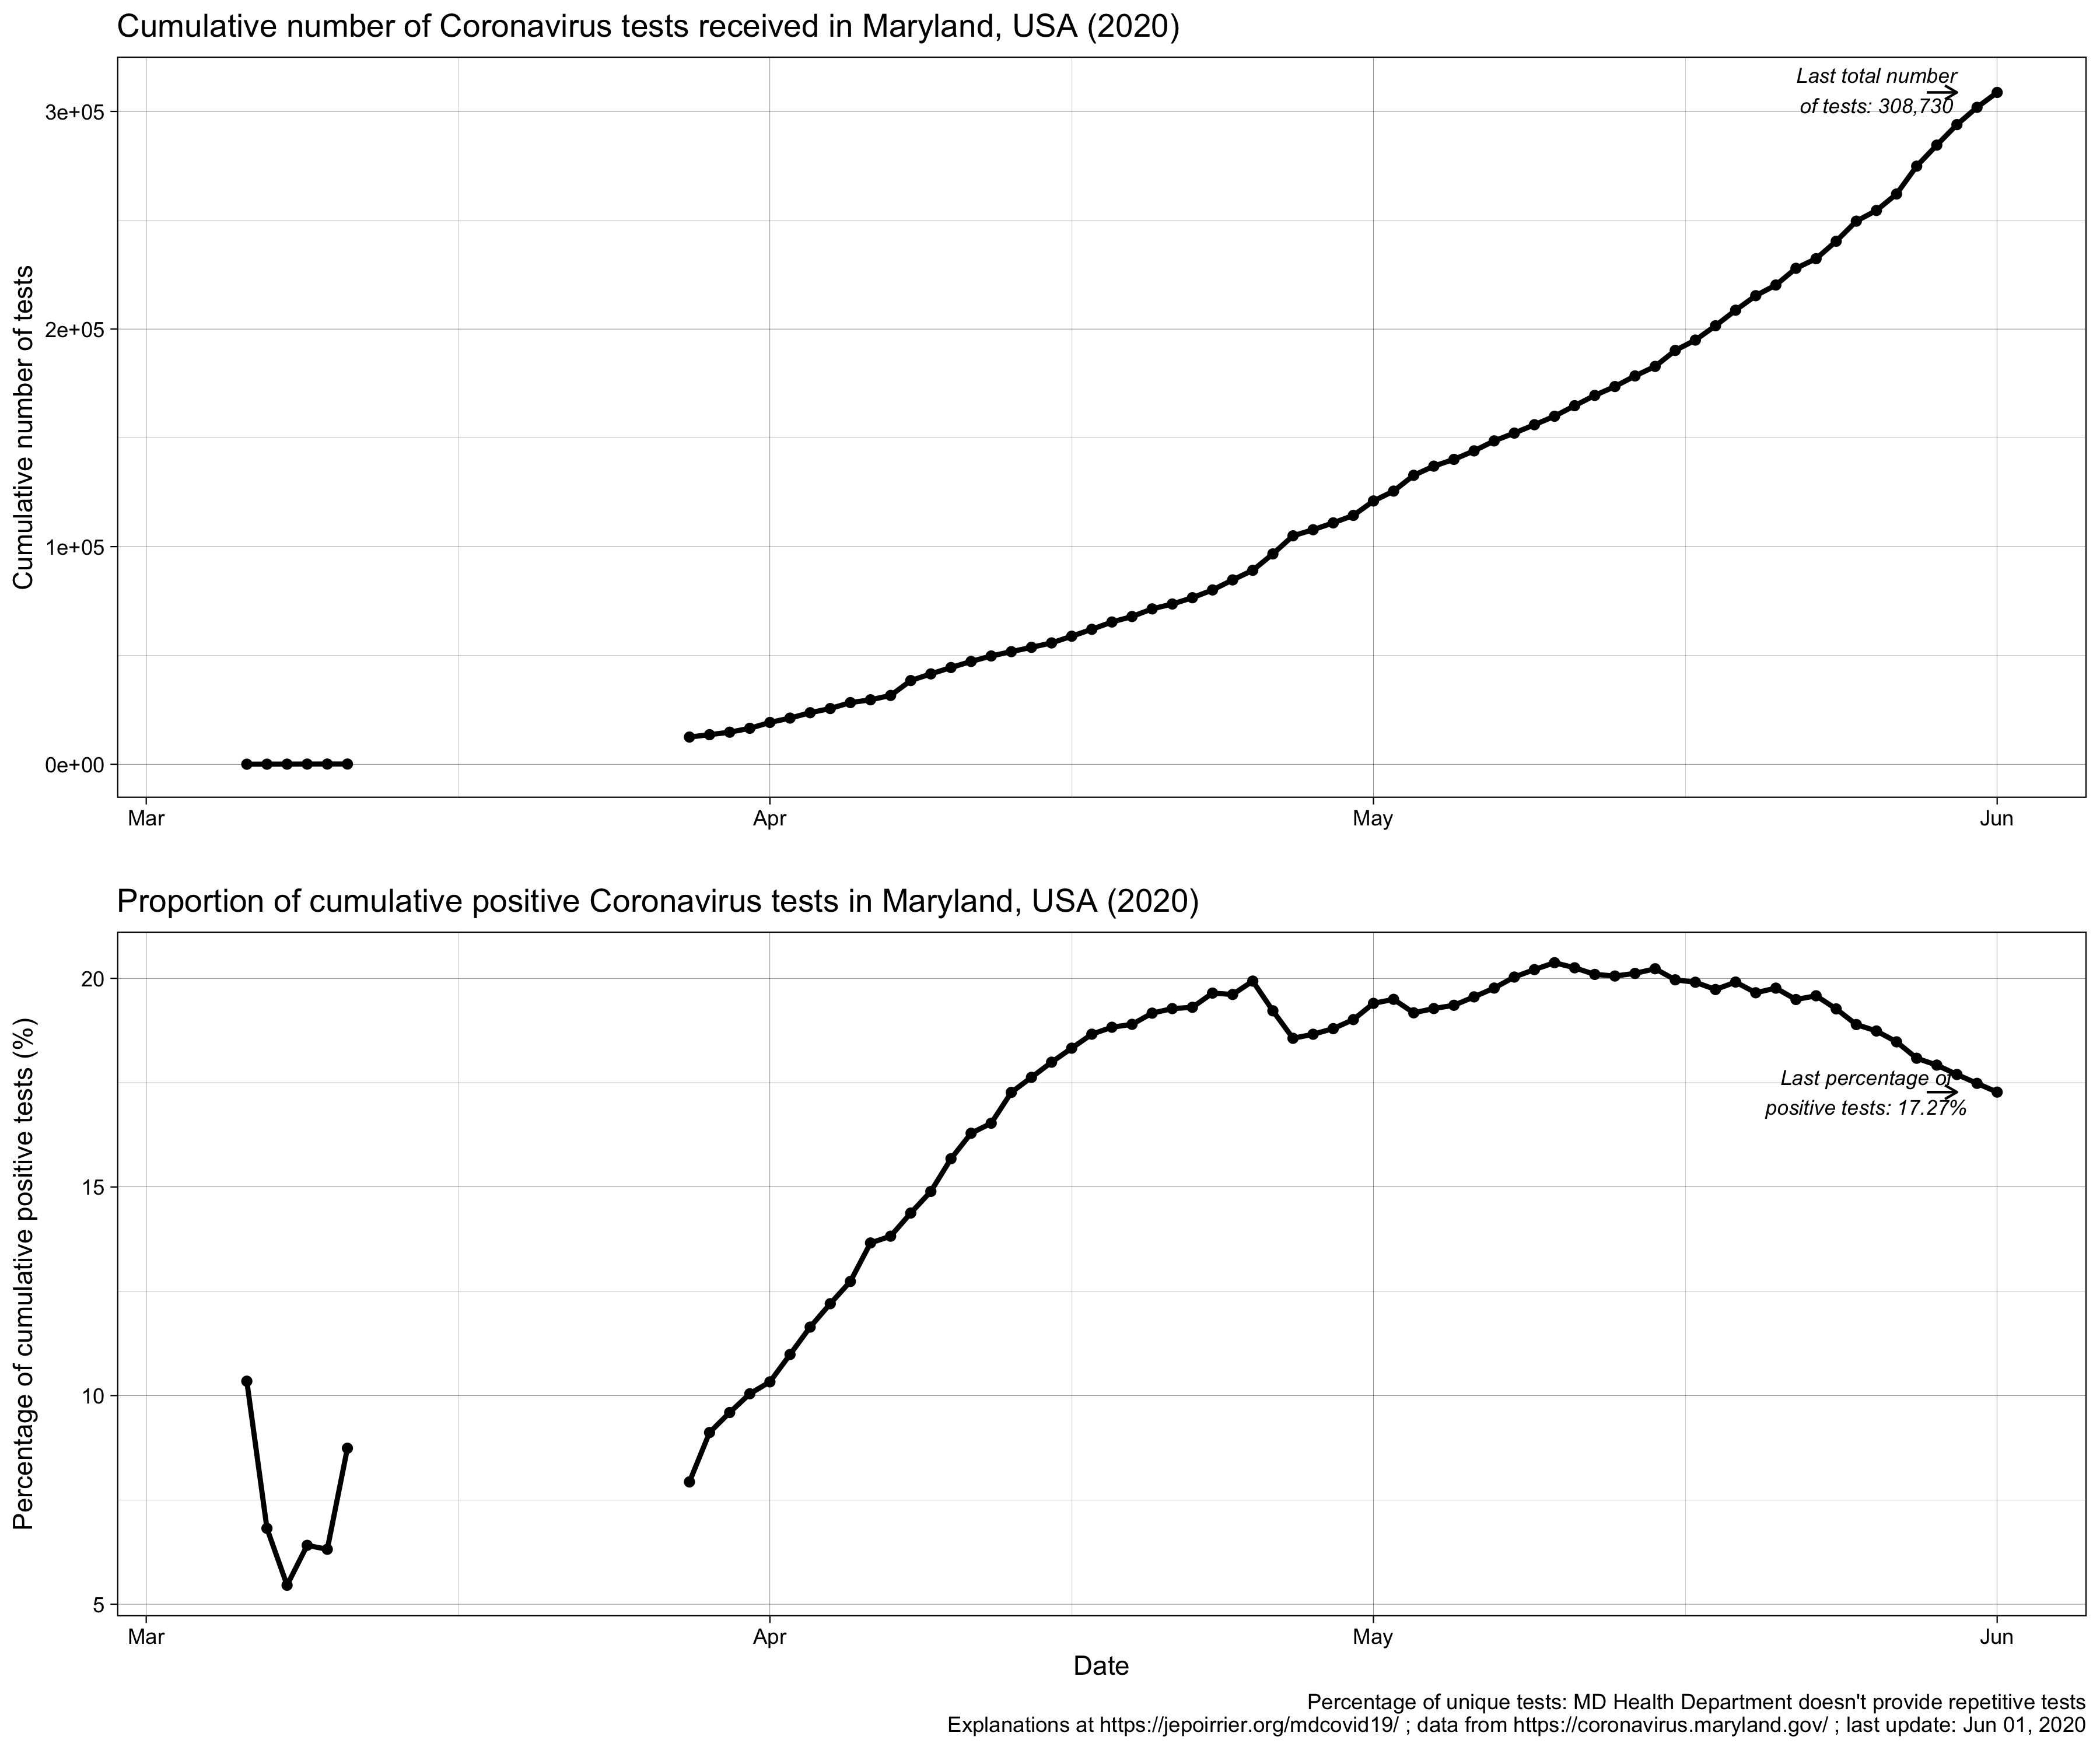 Cumulative number of Coronavirus tests received in Maryland, USA (2020)
Cumulative number of tests
3e+05
2e+05
1e+05
0e+00
Last total number
of tests: 308,730
Mar
Apr
May
Jun
Proportion of cumulative positive Coronavirus tests in Maryland, USA (2020)
Percentage of cumulative positive tests (%)
20
15
10
5
Last percentage of
positive tests: 17.27%
Mar
Apr
May
Jun
Date
Percentage of unique tests: MD Health Department doesn't provide repetitive tests
Explanations at https://jepoirrier.org/mdcovid19/ ; data from https://coronavirus.maryland.gov/ ; last update: Jun 01, 2020